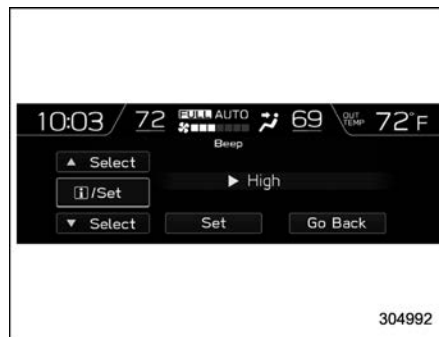 10:03 72 FULL AUTO 69 OUT TEMP 72°F
Beep
▲ Select
i/Set
▶ High
▼ Select Set Go Back
304992